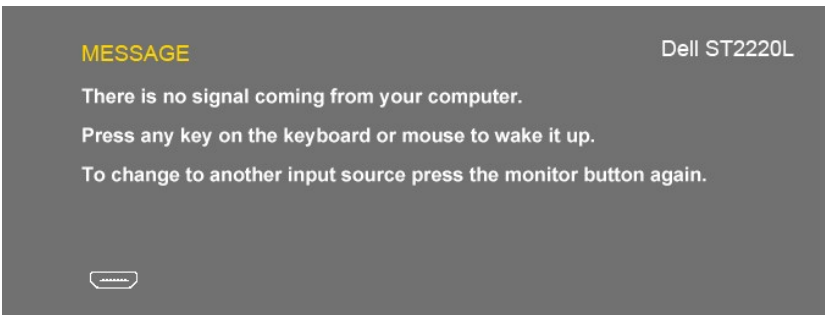 MESSAGE
Dell ST2220L
There is no signal coming from your computer.
Press any key on the keyboard or mouse to wake it up.
To change to another input source press the monitor button again.